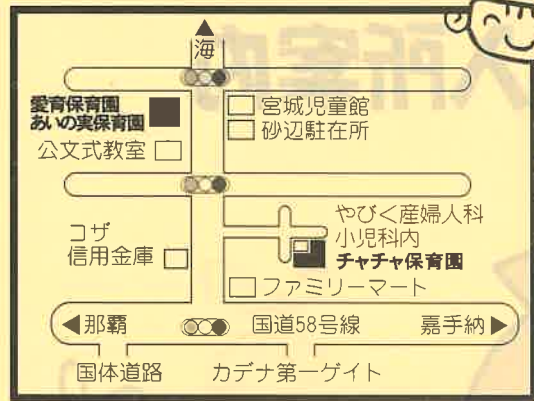 ▲
海
愛育保育園
あいの実保育園
宮城児童館
砂辺駐在所
公文式教室
コザ
信用金庫
やびく産婦人科
小児科内
チャチャ保育園
ファミリーマート
◀那覇 国道58号線 嘉手納▶
国体道路 カデナ第一ゲイト